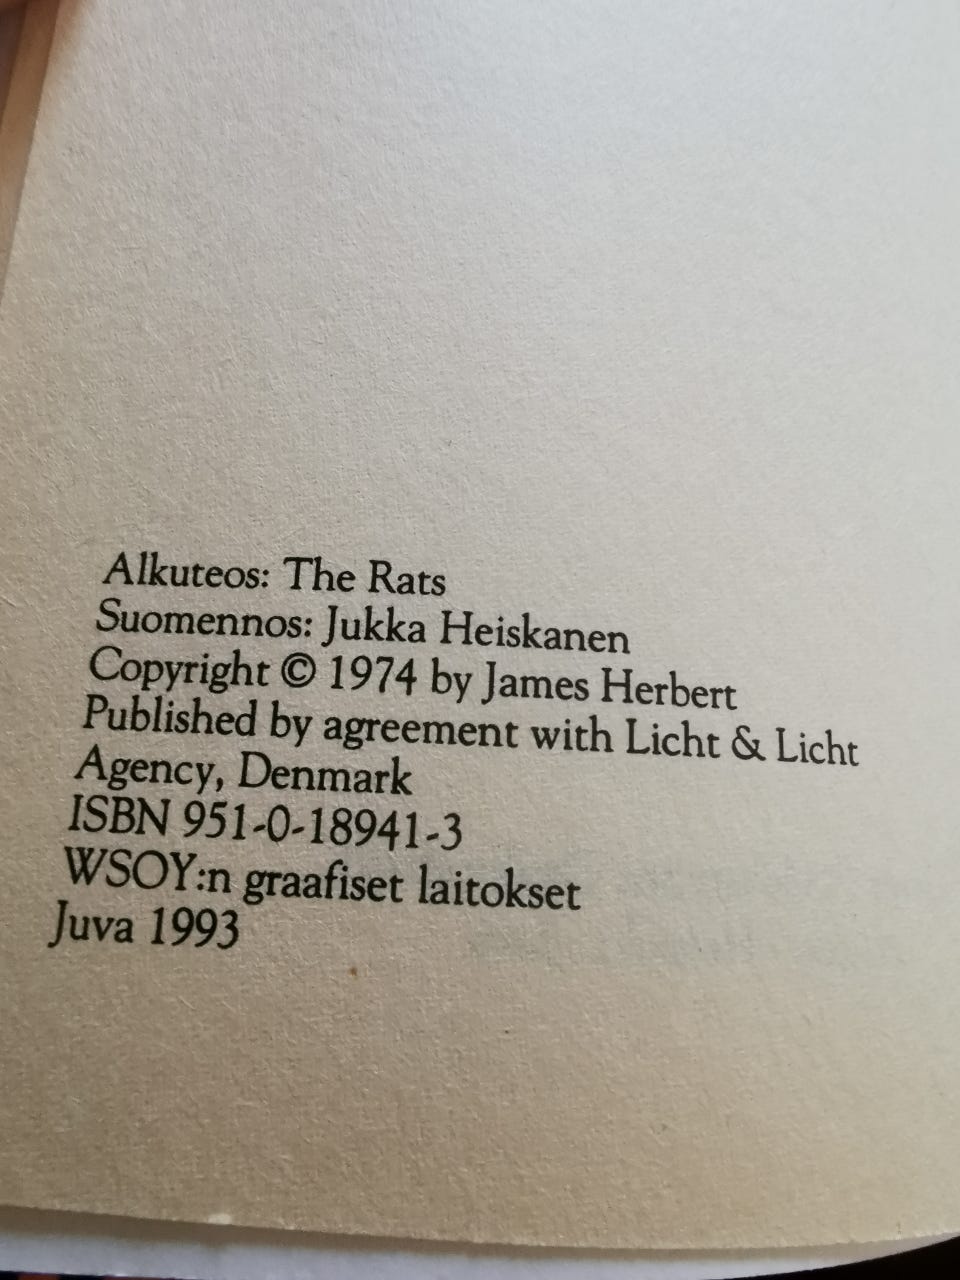 Alkuteos: The Rats
Suomennos: Jukka Heiskanen
Copyright © 1974 by James Herbert
Published by agreement with Licht & Licht
Agency, Denmark
ISBN 951-0-18941-3
WSOY:n graafiset laitokset
Juva 1993